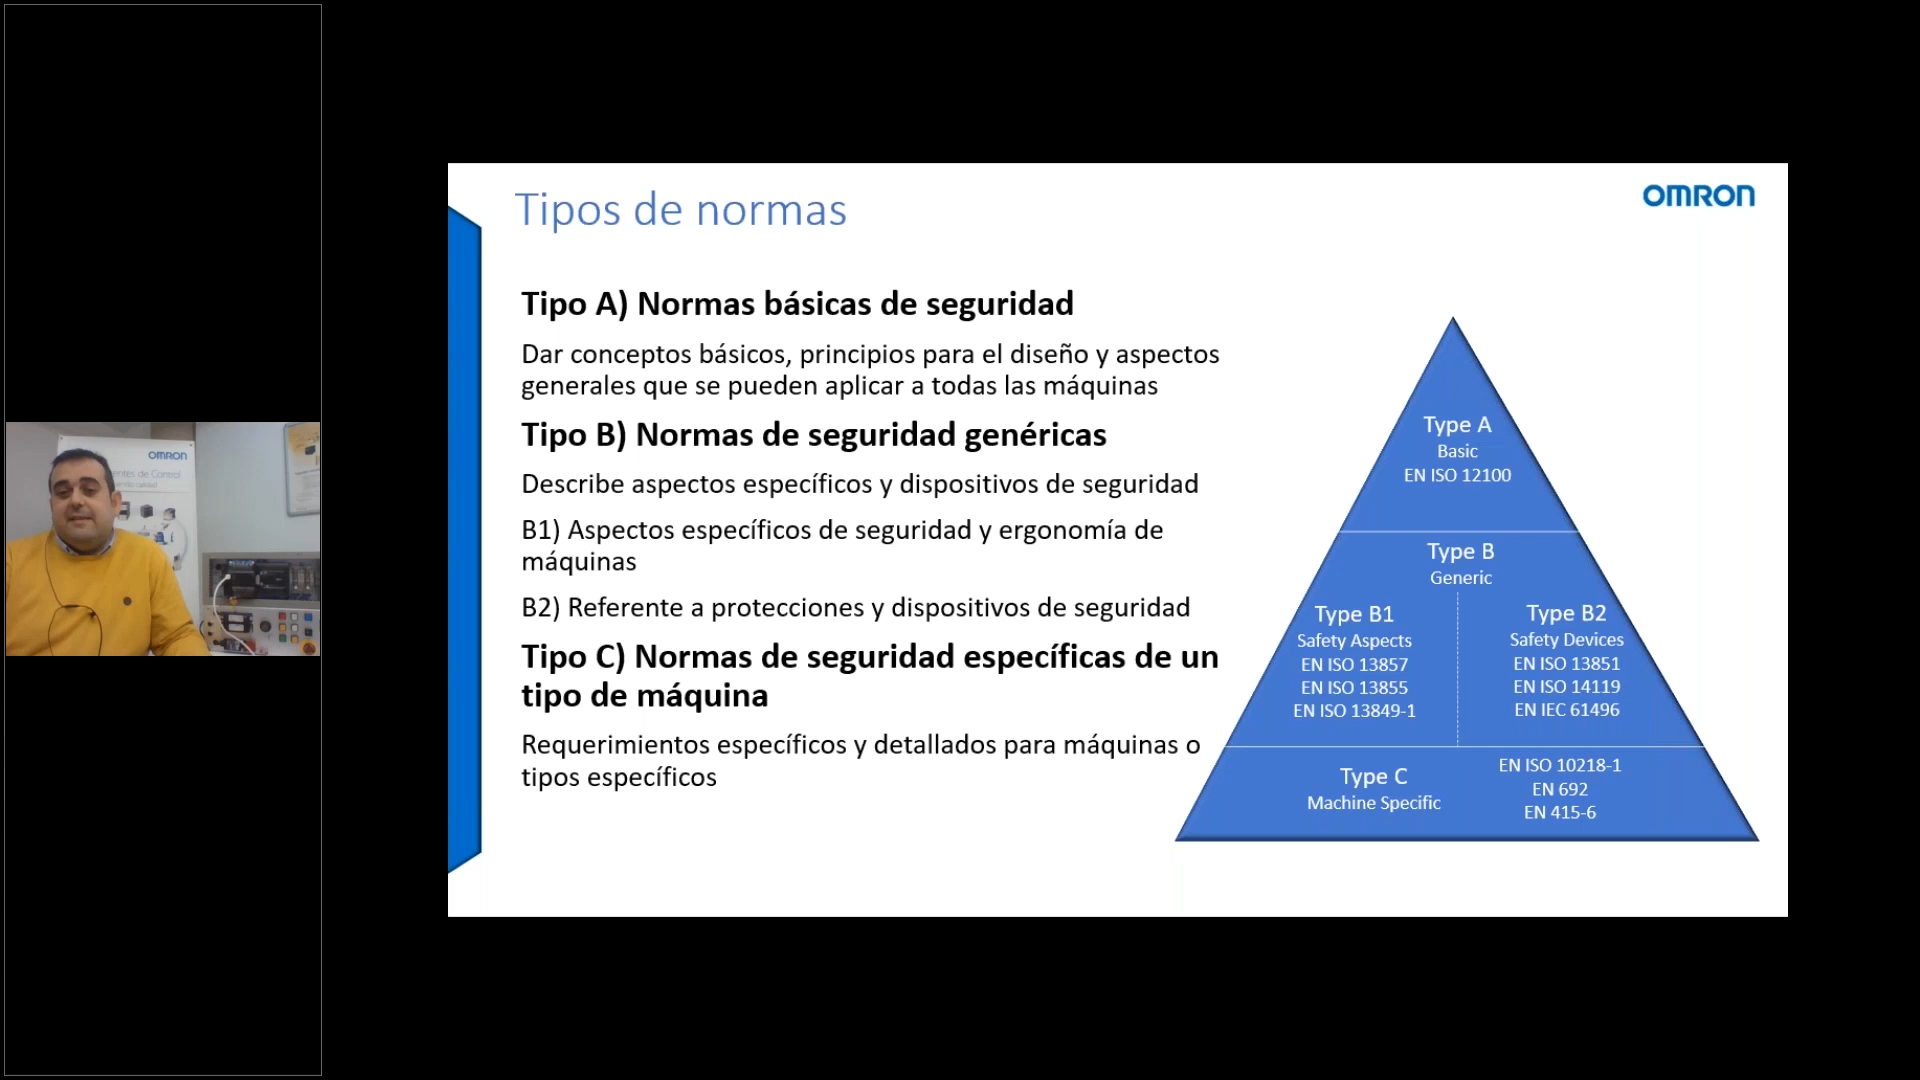 OMRON
entes de Control
Tipos de normas
OMRON
Tipo A) Normas básicas de seguridad
Dar conceptos básicos, principios para el diseño y aspectos
generales que se pueden aplicar a todas las máquinas
Tipo B) Normas de seguridad genéricas
Describe aspectos específicos y dispositivos de seguridad
B1) Aspectos específicos de seguridad y ergonomía de
máquinas
B2) Referente a protecciones y dispositivos de seguridad
Tipo C) Normas de seguridad específicas de un
tipo de máquina
Requerimientos específicos y detallados para máquinas o
tipos específicos
Type A
Basic
EN ISO 12100
Type B
Generic
Type B1
Safety Aspects
EN ISO 13857
EN ISO 13855
EN ISO 13849-1
Type B2
Safety Devices
EN ISO 13851
EN ISO 14119
EN IEC 61496
Type C
Machine Specific
EN ISO 10218-1
EN 692
EN 415-6